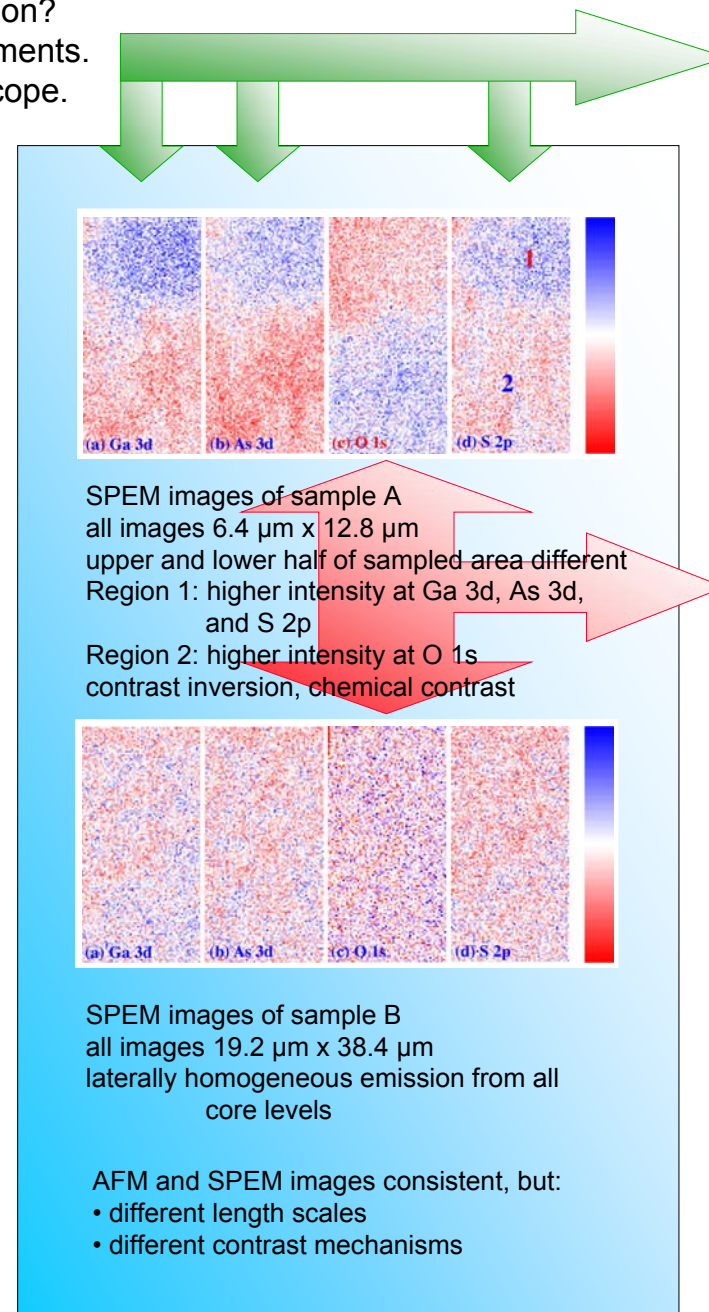 on?
ments.
cope.
1
2
(a) Ga 3d (b) As 3d (c) O 1s (d) S 2p
SPEM images of sample A
all images 6.4 µm x 12.8 µm
upper and lower half of sampled area different
Region 1: higher intensity at Ga 3d, As 3d,
and S 2p
Region 2: higher intensity at O 1s
contrast inversion, chemical contrast
(a) Ga 3d (b) As 3d (c) O 1s (d) S 2p
SPEM images of sample B
all images 19.2 µm x 38.4 µm
laterally homogeneous emission from all
core levels
AFM and SPEM images consistent, but:
• different length scales
• different contrast mechanisms